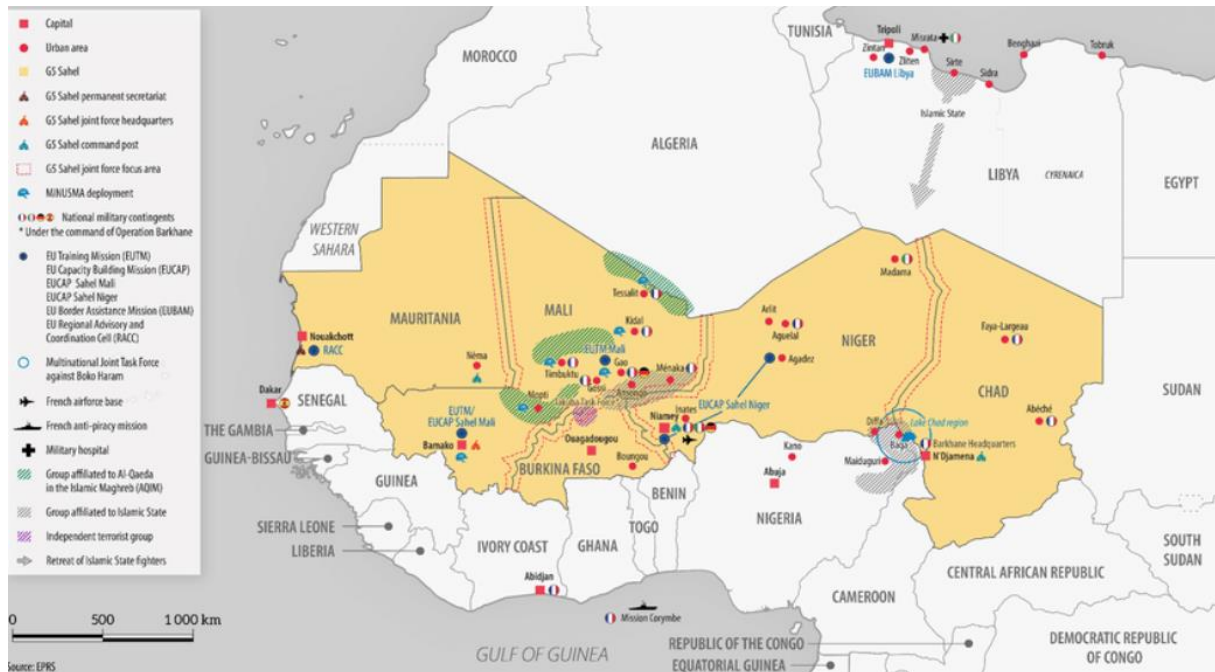 Capital
Urban area
G5 Sahel
G5 Sahel permanent secretariat
G5 Sahel joint force headquarters
G5 Sahel command post
G5 Sahel joint force focus area
MINUSMA deployment
National military contingents
* Under the command of Operation Barkhane
EU Training Mission (EUTM)
EU Capacity Building Mission (EUCAP)
EUCAP Sahel Mali
EUCAP Sahel Niger
EU Border Assistance Mission (EUBAM)
EU Regional Advisory and
Coordination Cell (RACC)
Multinational Joint Task Force
against Boko Haram
French airforce base
French anti-piracy mission
Military hospital
Group affiliated to Al-Qaeda
in the Islamic Maghreb (AQIM)
Group affiliated to Islamic State
Independent terrorist group
Retreat of Islamic State fighters
0 500 1 000 km
Source: EPRS
MOROCCO
TUNISIA
Tripoli
Misrata
Zintan
Zliten
EUBAM Libya
Sirte
Sidra
Benghazi
Tobruk
Islamic State
ALGERIA
LIBYA
CYRENAICA
EGYPT
WESTERN
SAHARA
MAURITANIA
MALI
NIGER
CHAD
SUDAN
Tessalit
Madama
Kidal
Arlit
Aguelal
Agadez
Faya-Largeau
Nouakchott
RACC
Néma
EUTM Mali
Timbuktu
Gao
Gossi
Ménaka
Mopti
Takuba Task Force
Inates
EUCAP Sahel Niger
Niamey
Dakar
SENEGAL
THE GAMBIA
GUINEA-BISSAU
GUINEA
SIERRA LEONE
LIBERIA
EUTM/
EUCAP Sahel Mali
Bamako
Ouagadougou
BURKINA FASO
Boungou
Diffa
Lake Chad region
Baga
Barkhane Headquarters
N'Djamena
Abéché
Kano
Maiduguri
Abuja
NIGERIA
BENIN
TOGO
GHANA
IVORY COAST
Abidjan
Mission Corymbe
GULF OF GUINEA
CAMEROON
CENTRAL AFRICAN REPUBLIC
SOUTH
SUDAN
REPUBLIC OF THE CONGO
EQUATORIAL GUINEA
DEMOCRATIC REPUBLIC
OF CONGO